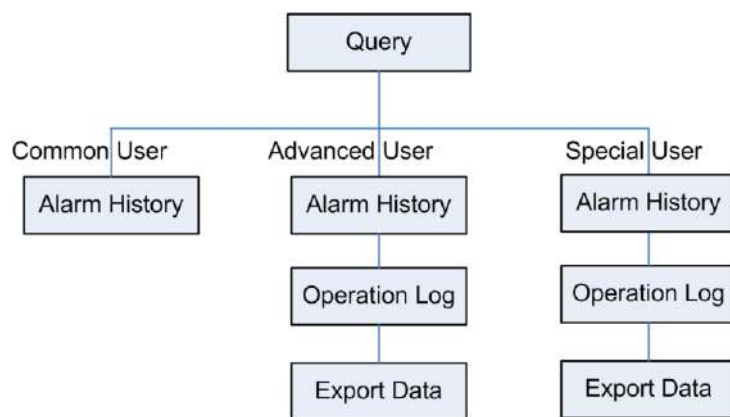 Query
Common User
Advanced User
Special User
Alarm History
Alarm History
Alarm History
Operation Log
Operation Log
Export Data
Export Data